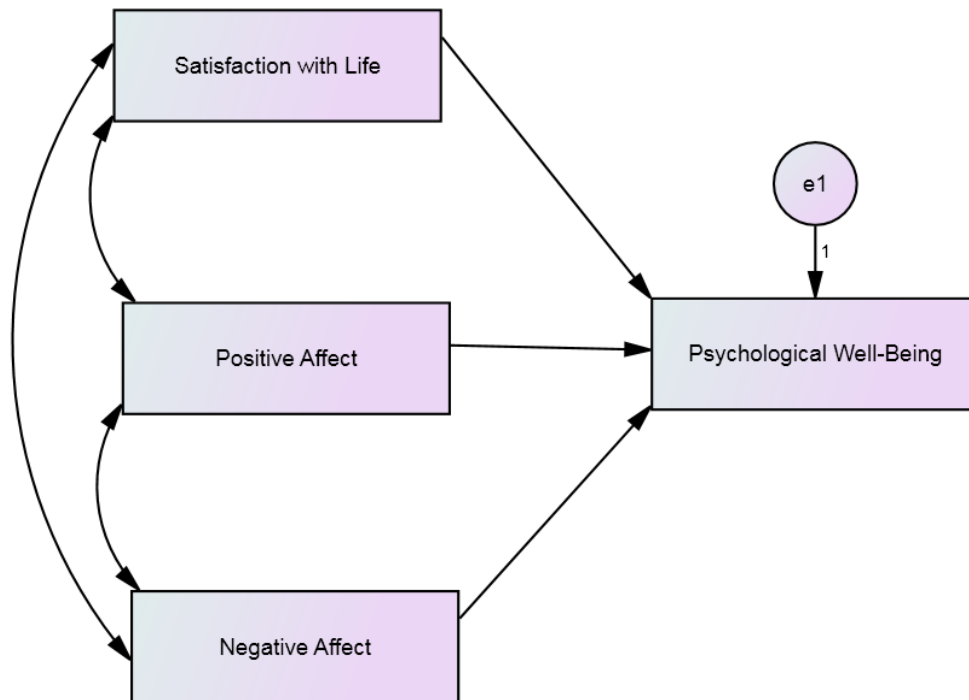 Satisfaction with Life
e1
1
Positive Affect
Psychological Well-Being
Negative Affect